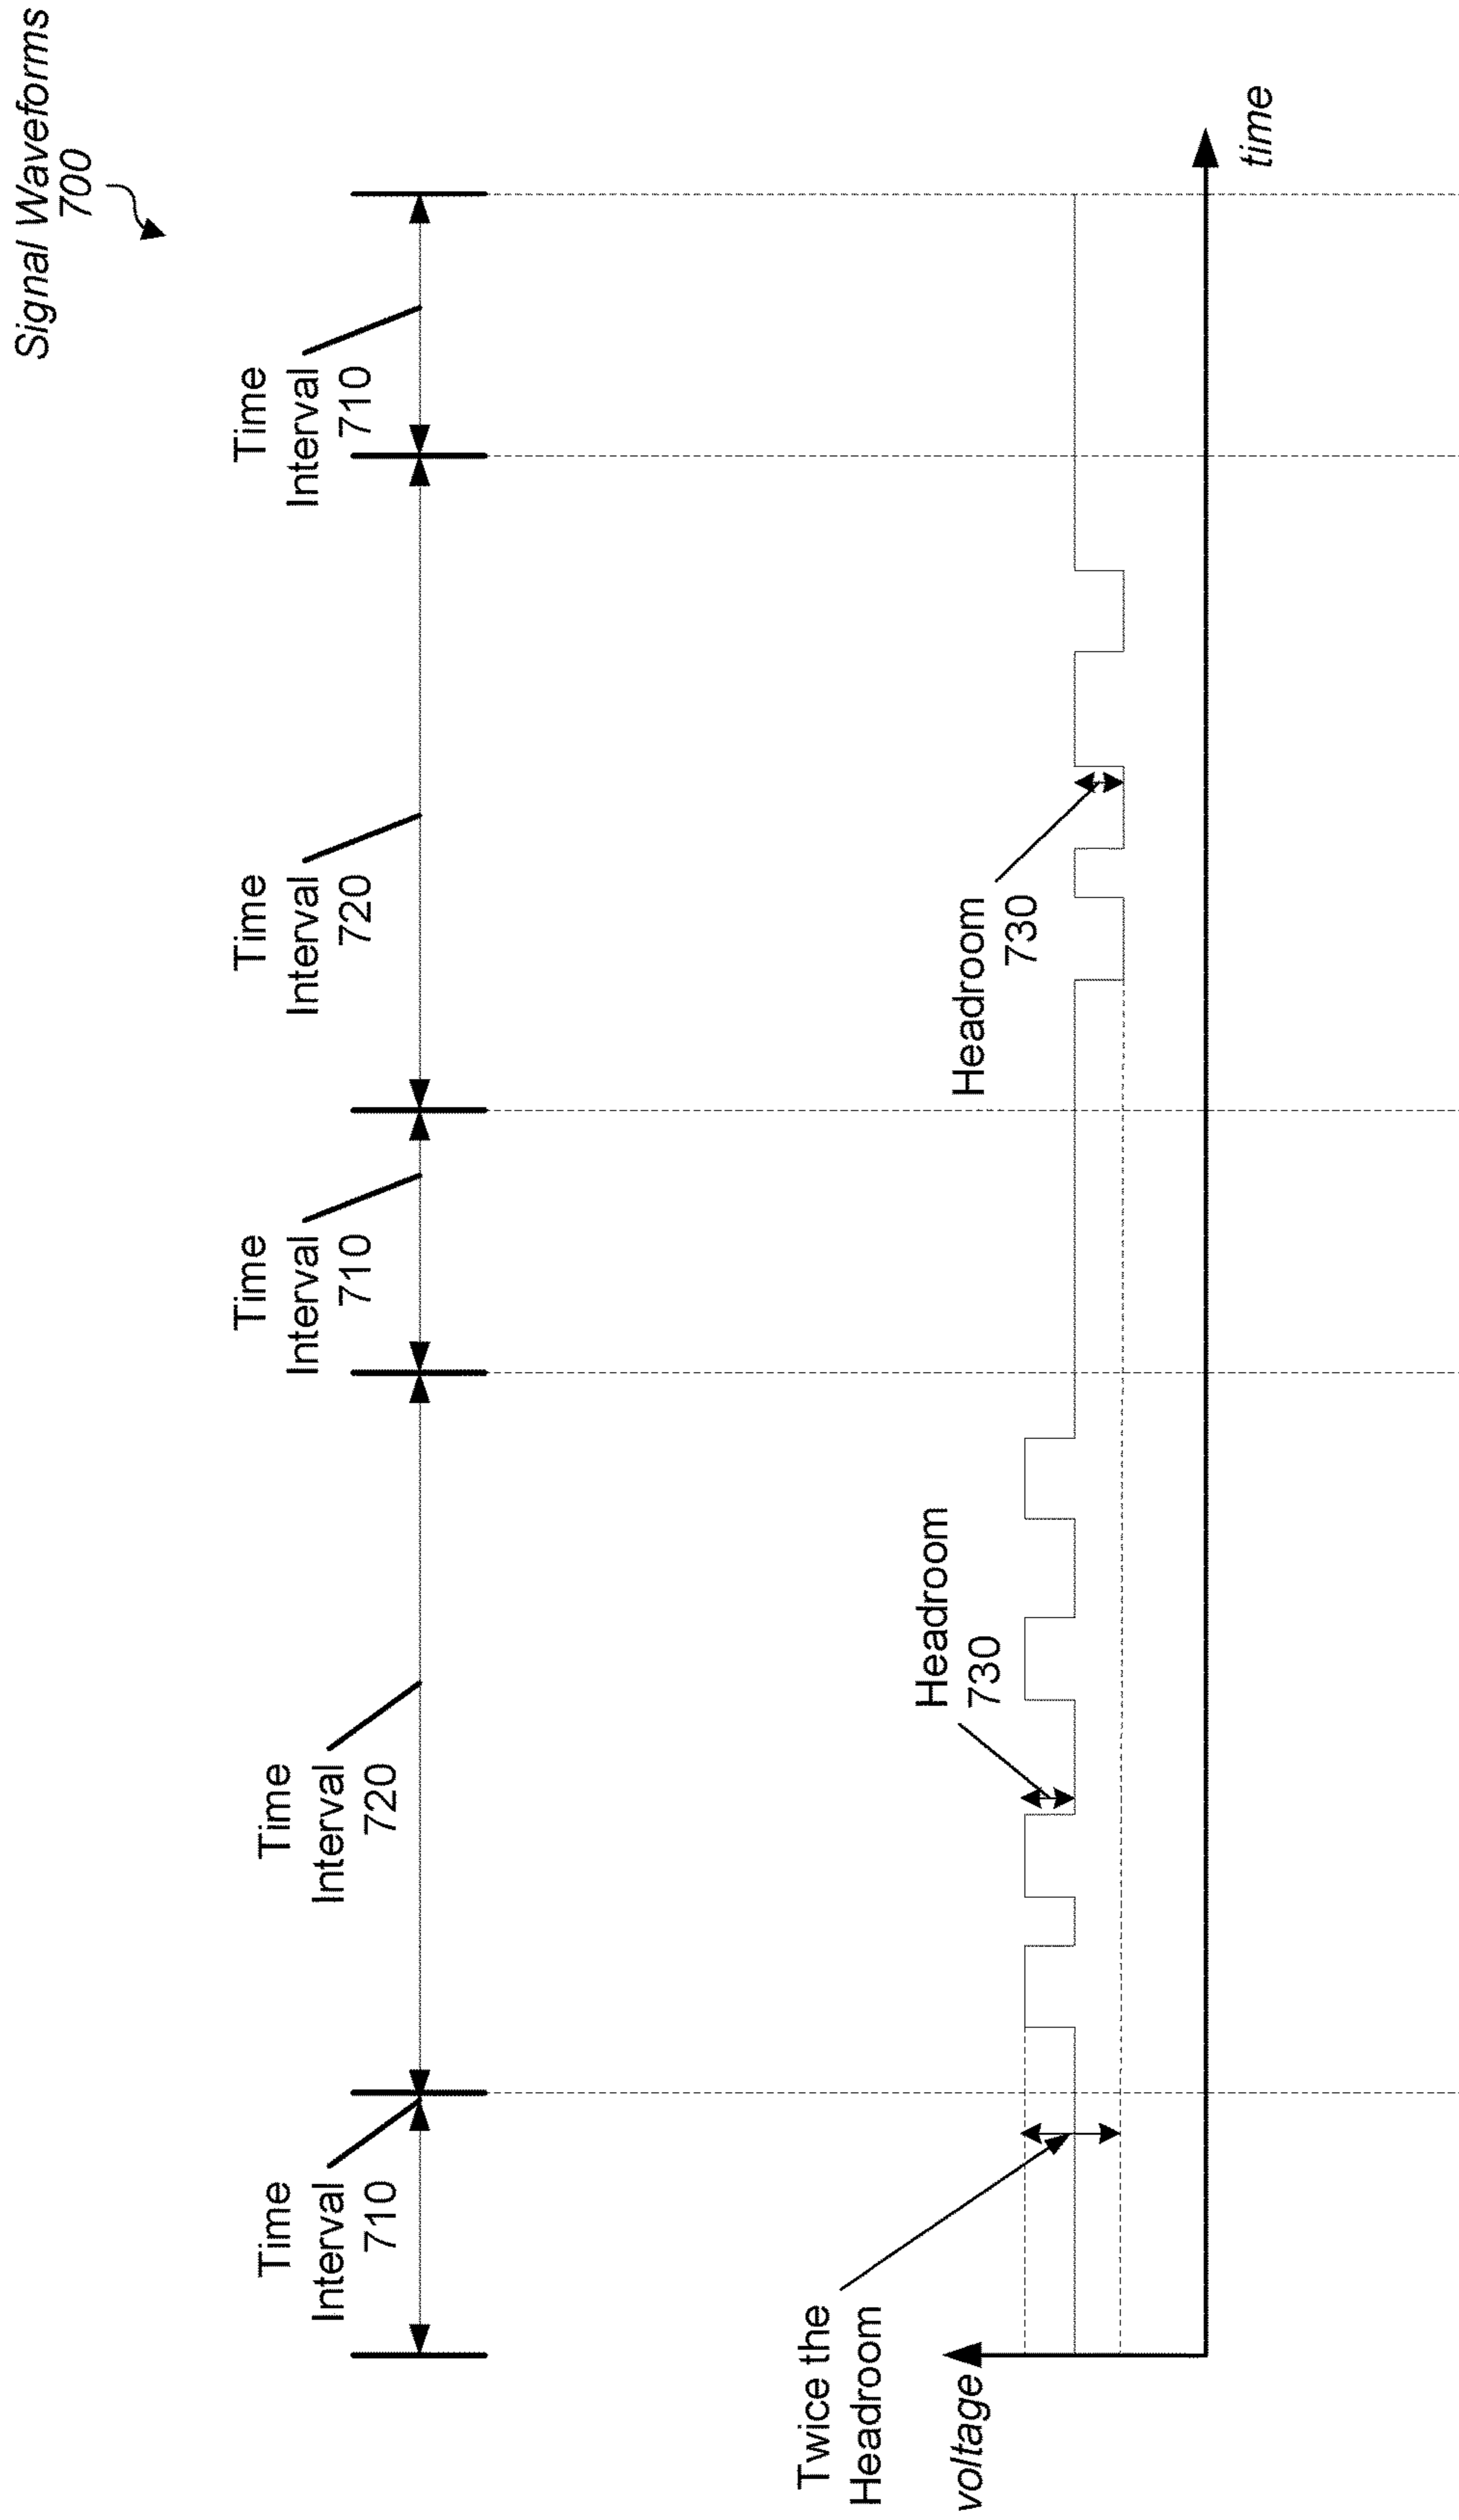 Signal Waveforms
700
Time
Interval
710
Time
Interval
720
Time
Interval
710
Time
Interval
720
Time
Interval
710
Twice the
Headroom
Headroom
730
Headroom
730
voltage
time